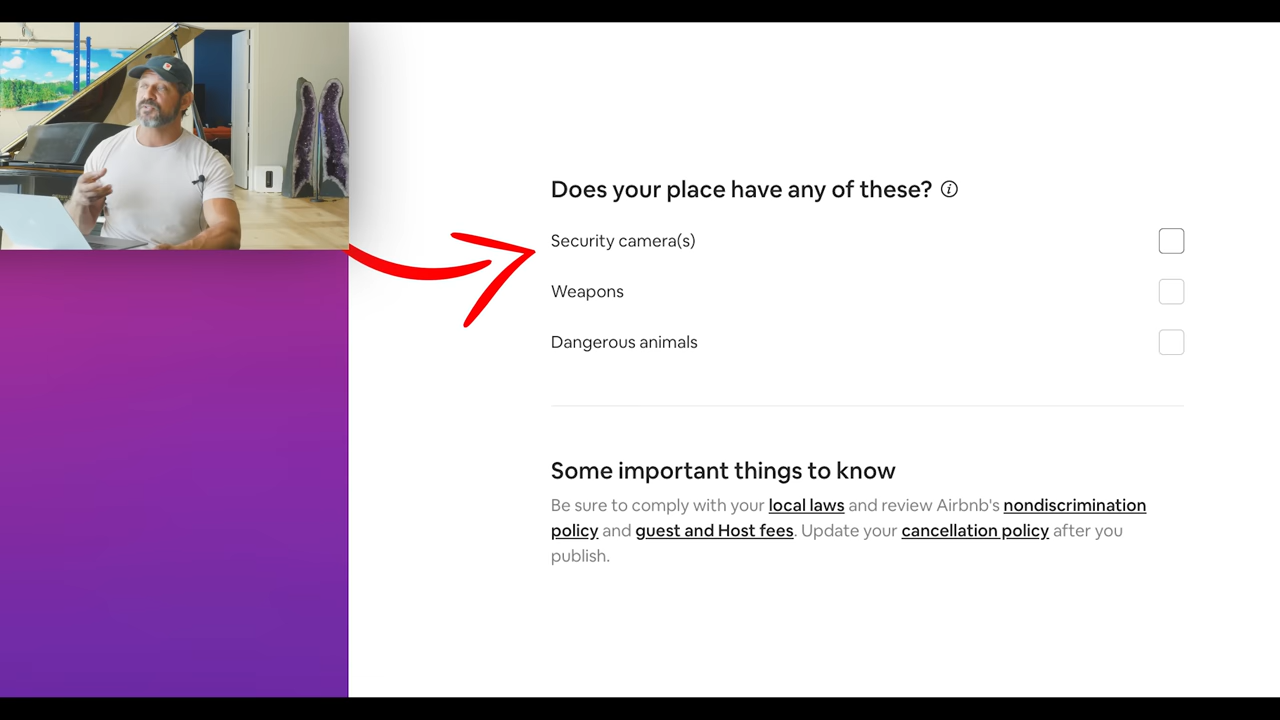 Does your place have any of these?
Security camera(s)
Weapons
Dangerous animals
Some important things to know
Be sure to comply with your local laws and review Airbnb's nondiscrimination
policy and guest and Host fees. Update your cancellation policy after you
publish.